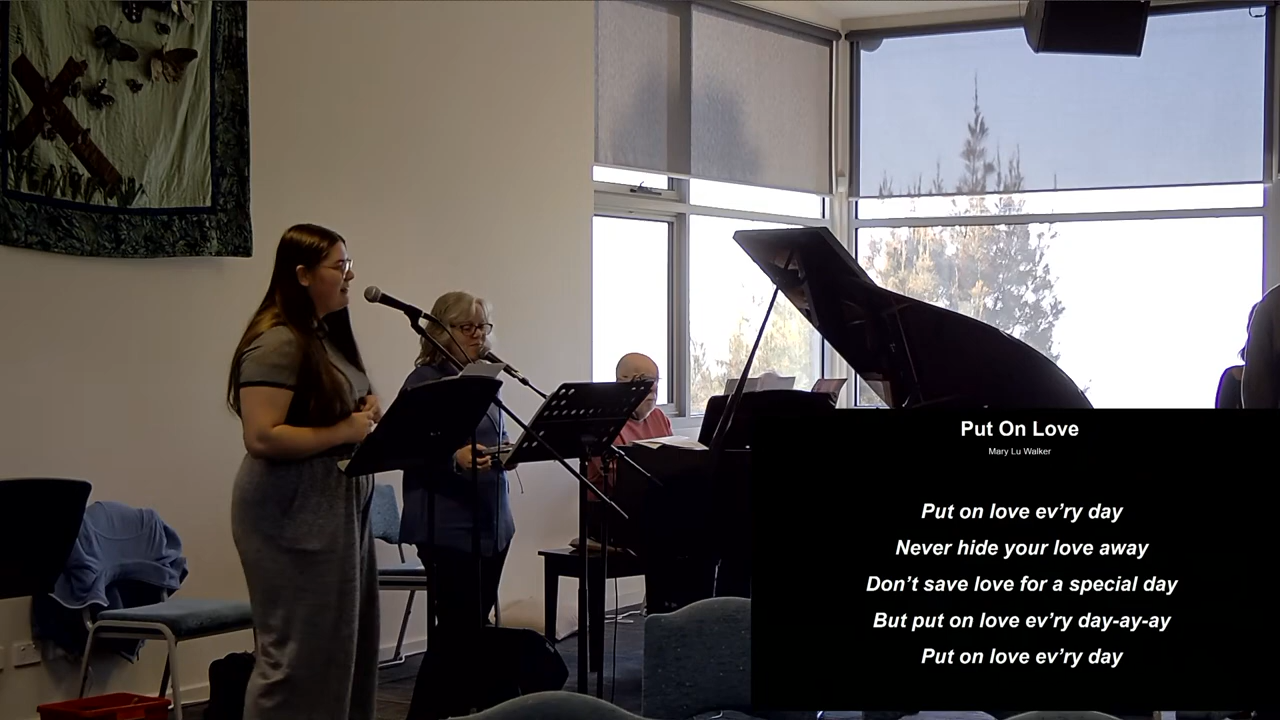 Put On Love
Mary Lu Walker
Put on love ev’ry day
Never hide your love away
Don’t save love for a special day
But put on love ev’ry day-ay-ay
Put on love ev’ry day